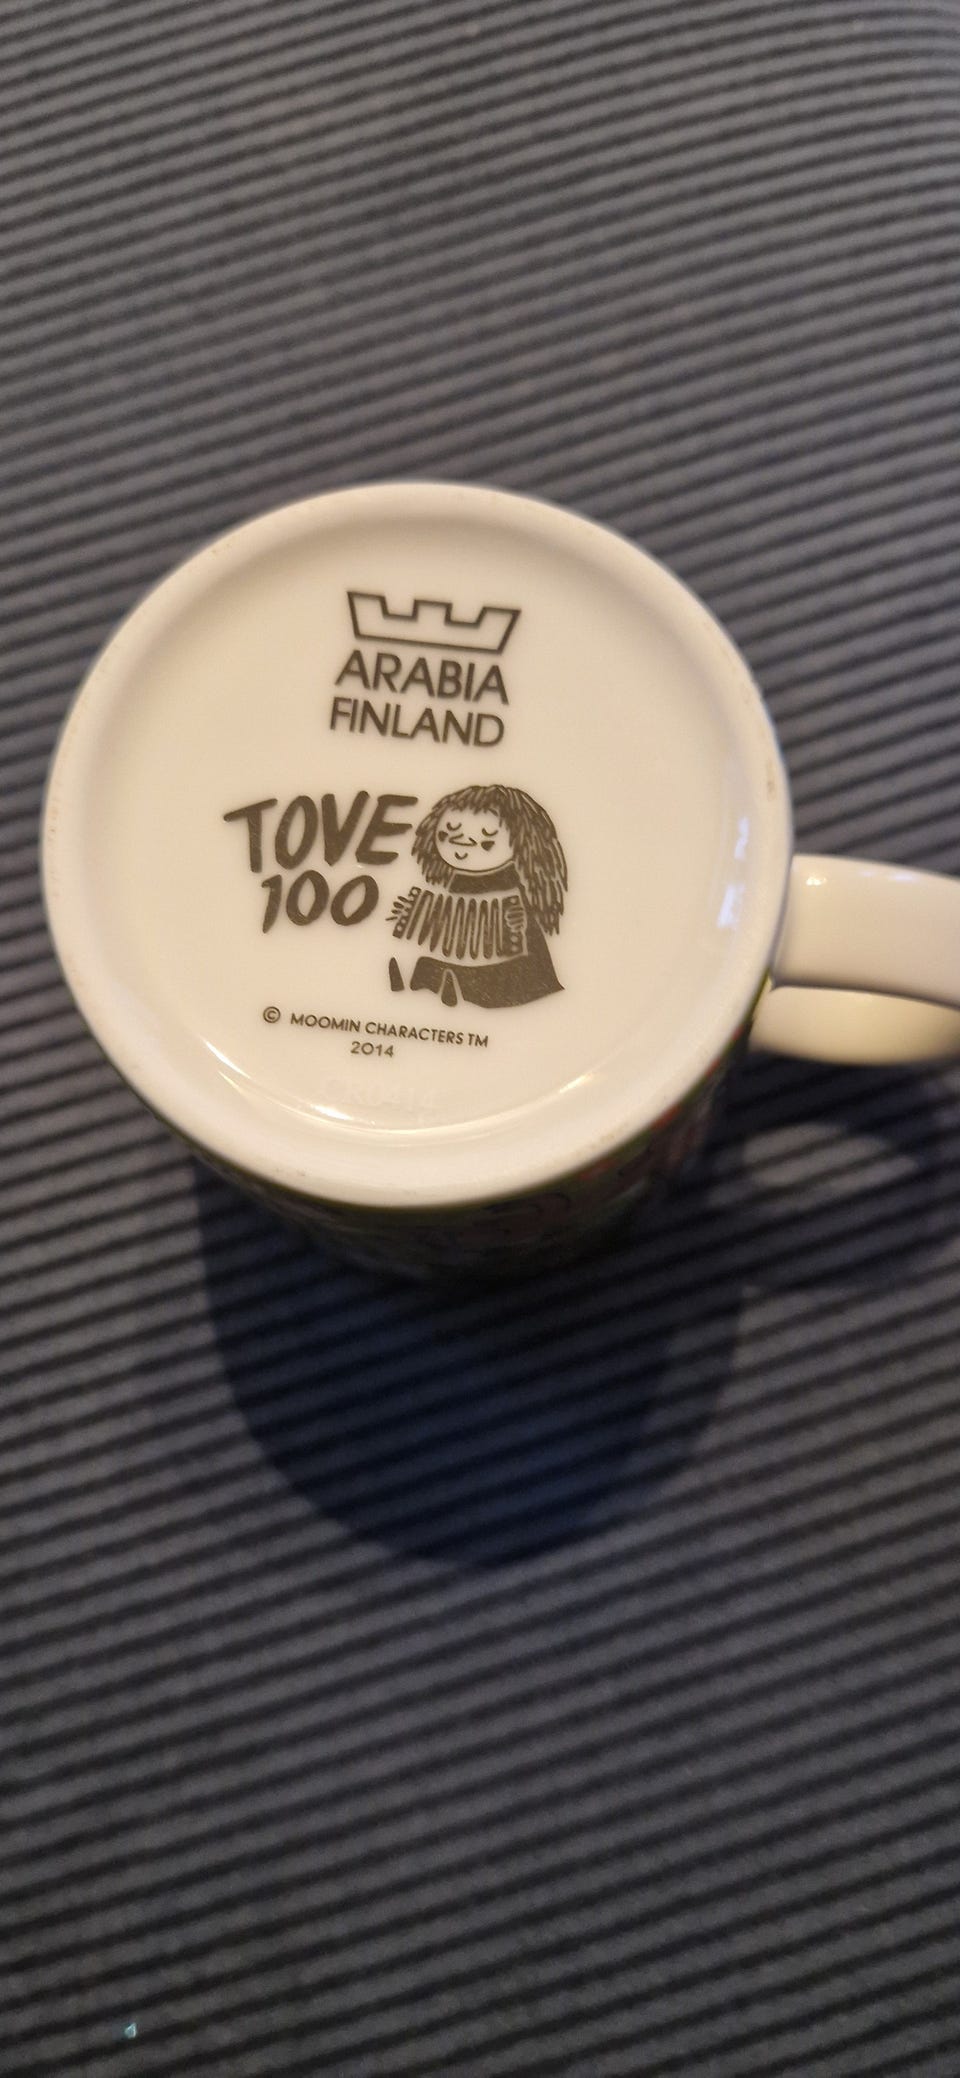 ARABIA
FINLAND
TOVE
100
© MOOMIN CHARACTERS TM
2014